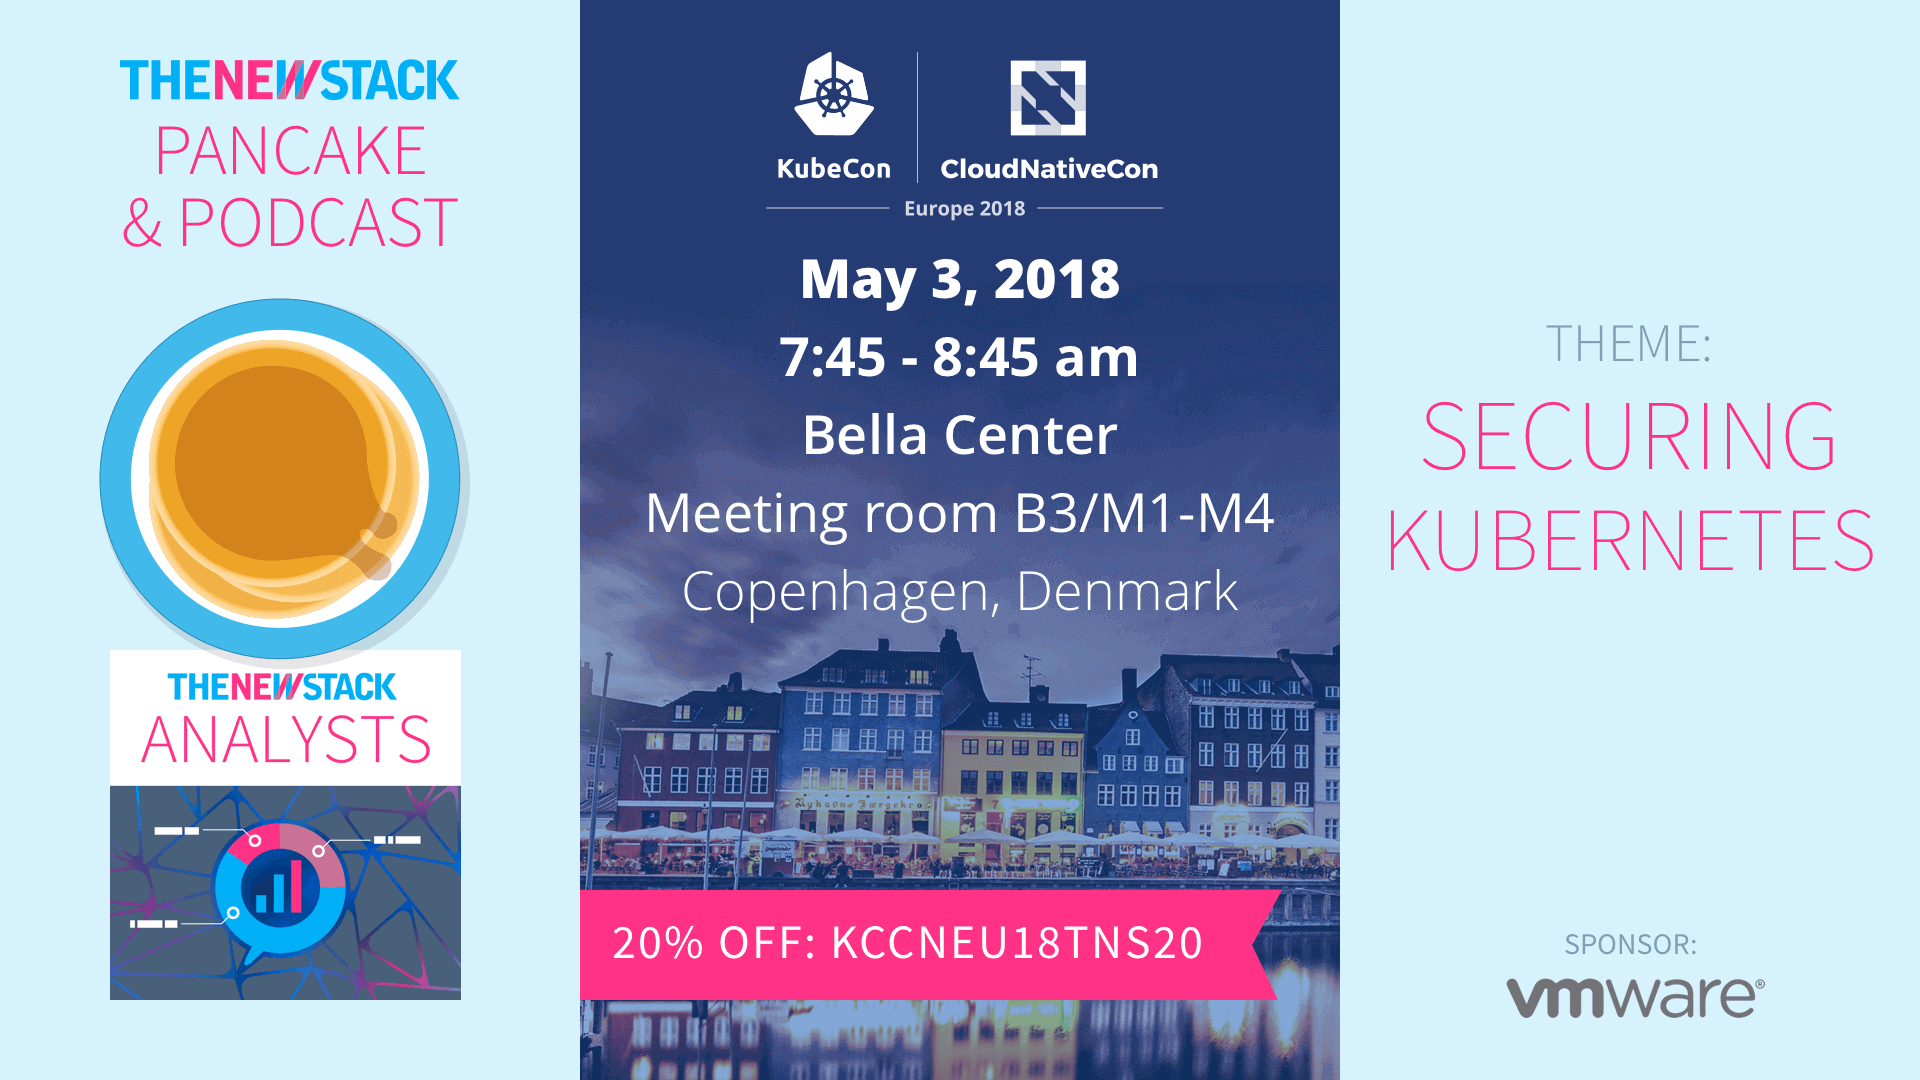 THENEWSTACK
PANCAKE
& PODCAST
THENEWSTACK
ANALYSTS
KubeCon
CloudNativeCon
Europe 2018
May 3, 2018
7:45 - 8:45 am
Bella Center
Meeting room B3/M1-M4
Copenhagen, Denmark
20% OFF: KCCNEU18TNS20
THEME:
SECURING
KUBERNETES
SPONSOR:
vmware®